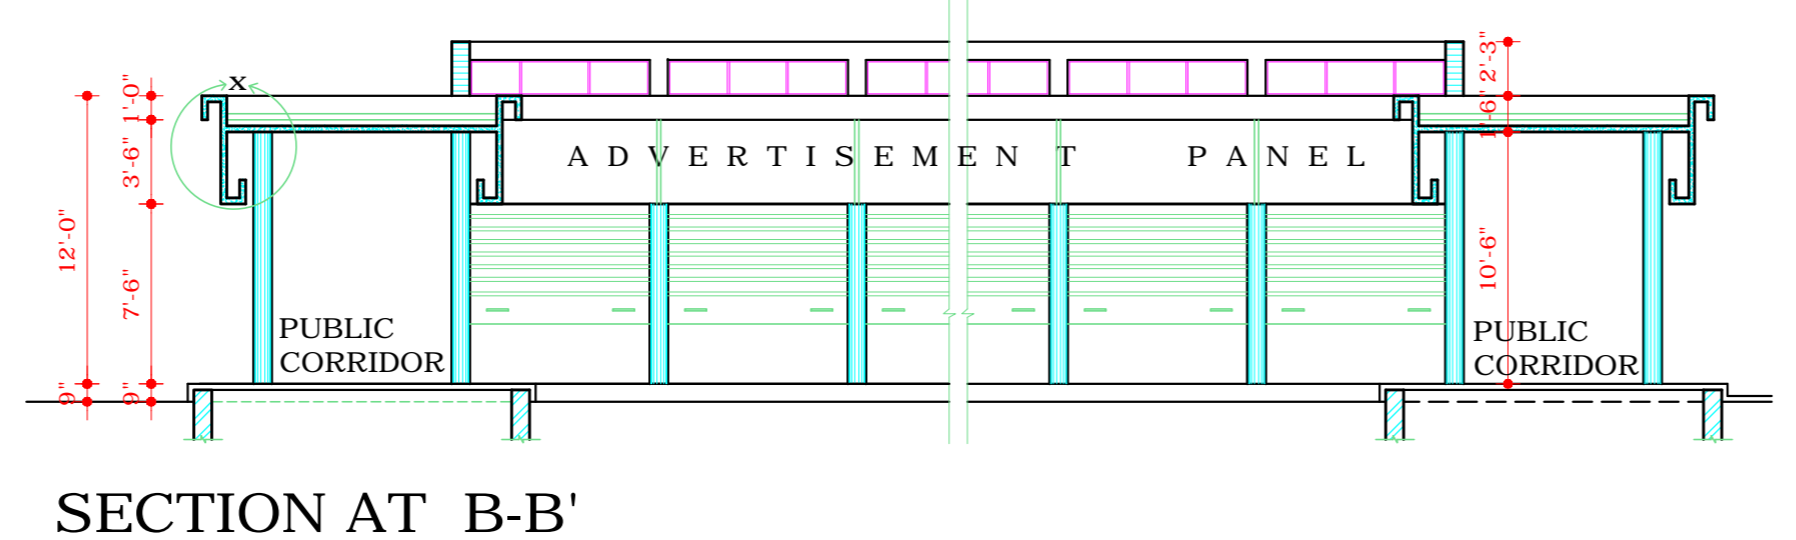 X
2'-3"
1'-0"
1'-6"
ADVERTISEMENT PANEL
3'-6"
12'-0"
10'-6"
7'-6"
PUBLIC
CORRIDOR
PUBLIC
CORRIDOR
9"
9"
SECTION AT B-B'